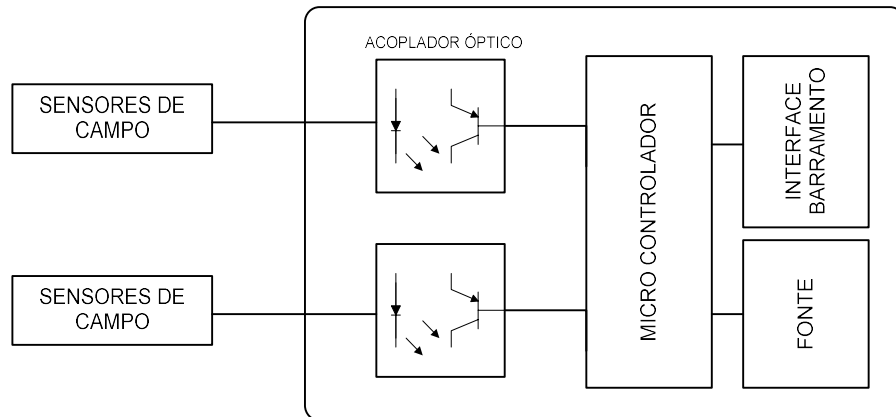 ACOPLADOR ÓPTICO
SENSORES DE
CAMPO
SENSORES DE
CAMPO
MICRO CONTROLADOR
INTERFACE
BARRAMENTO
FONTE